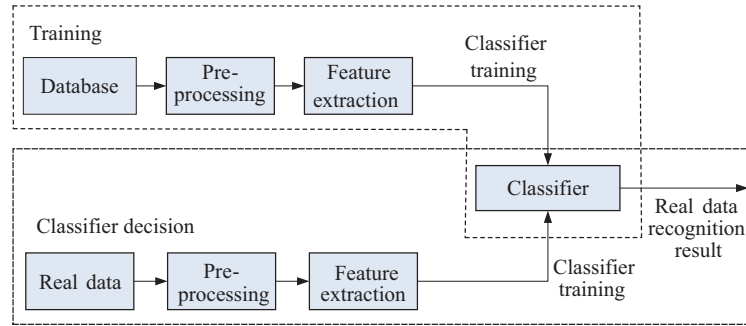 Training
Database
Pre-
processing
Feature
extraction
Classifier
training
Classifier
Real data
recognition
result
Classifier decision
Real data
Pre-
processing
Feature
extraction
Classifier
training